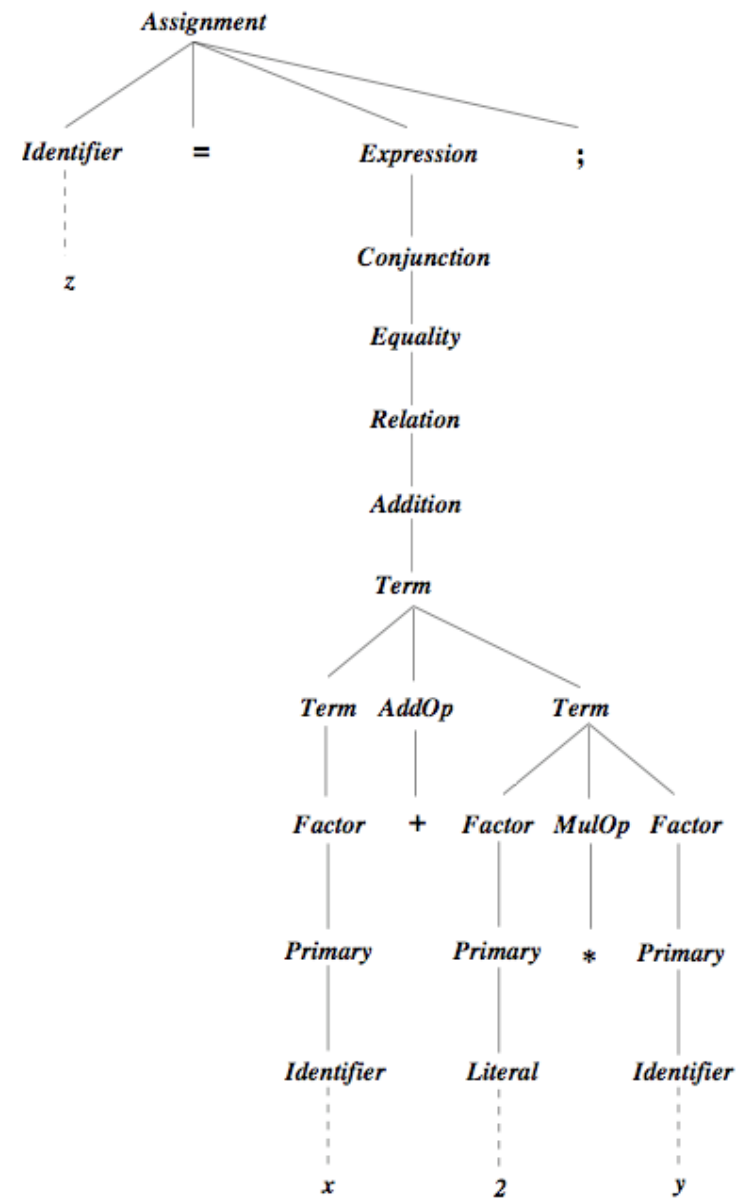 Assignment
Identifier = Expression ;
z
Conjunction
Equality
Relation
Addition
Term
Term AddOp Term
Factor + Factor MulOp Factor
Primary Primary * Primary
Identifier Literal Identifier
x 2 y